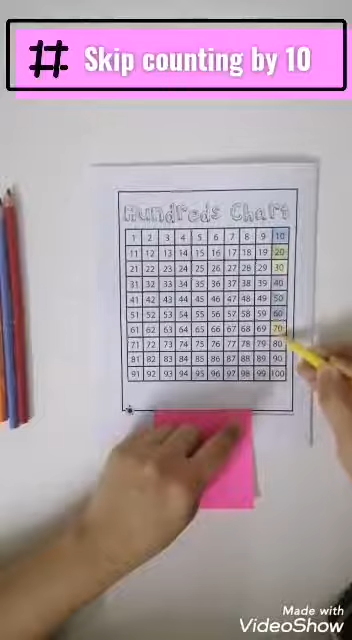 # Skip counting by 10
Hundreds Chart
1 2 3 4 5 6 7 8 9 10
11 12 13 14 15 16 17 18 19 20
21 22 23 24 25 26 27 28 29 30
31 32 33 34 35 36 37 38 39 40
41 42 43 44 45 46 47 48 49 50
51 52 53 54 55 56 57 58 59 60
61 62 63 64 65 66 67 68 69 70
71 72 73 74 75 76 77 78 79 80
81 82 83 84 85 86 87 88 89 90
91 92 93 94 95 96 97 98 99 100
Made with
VideoShow